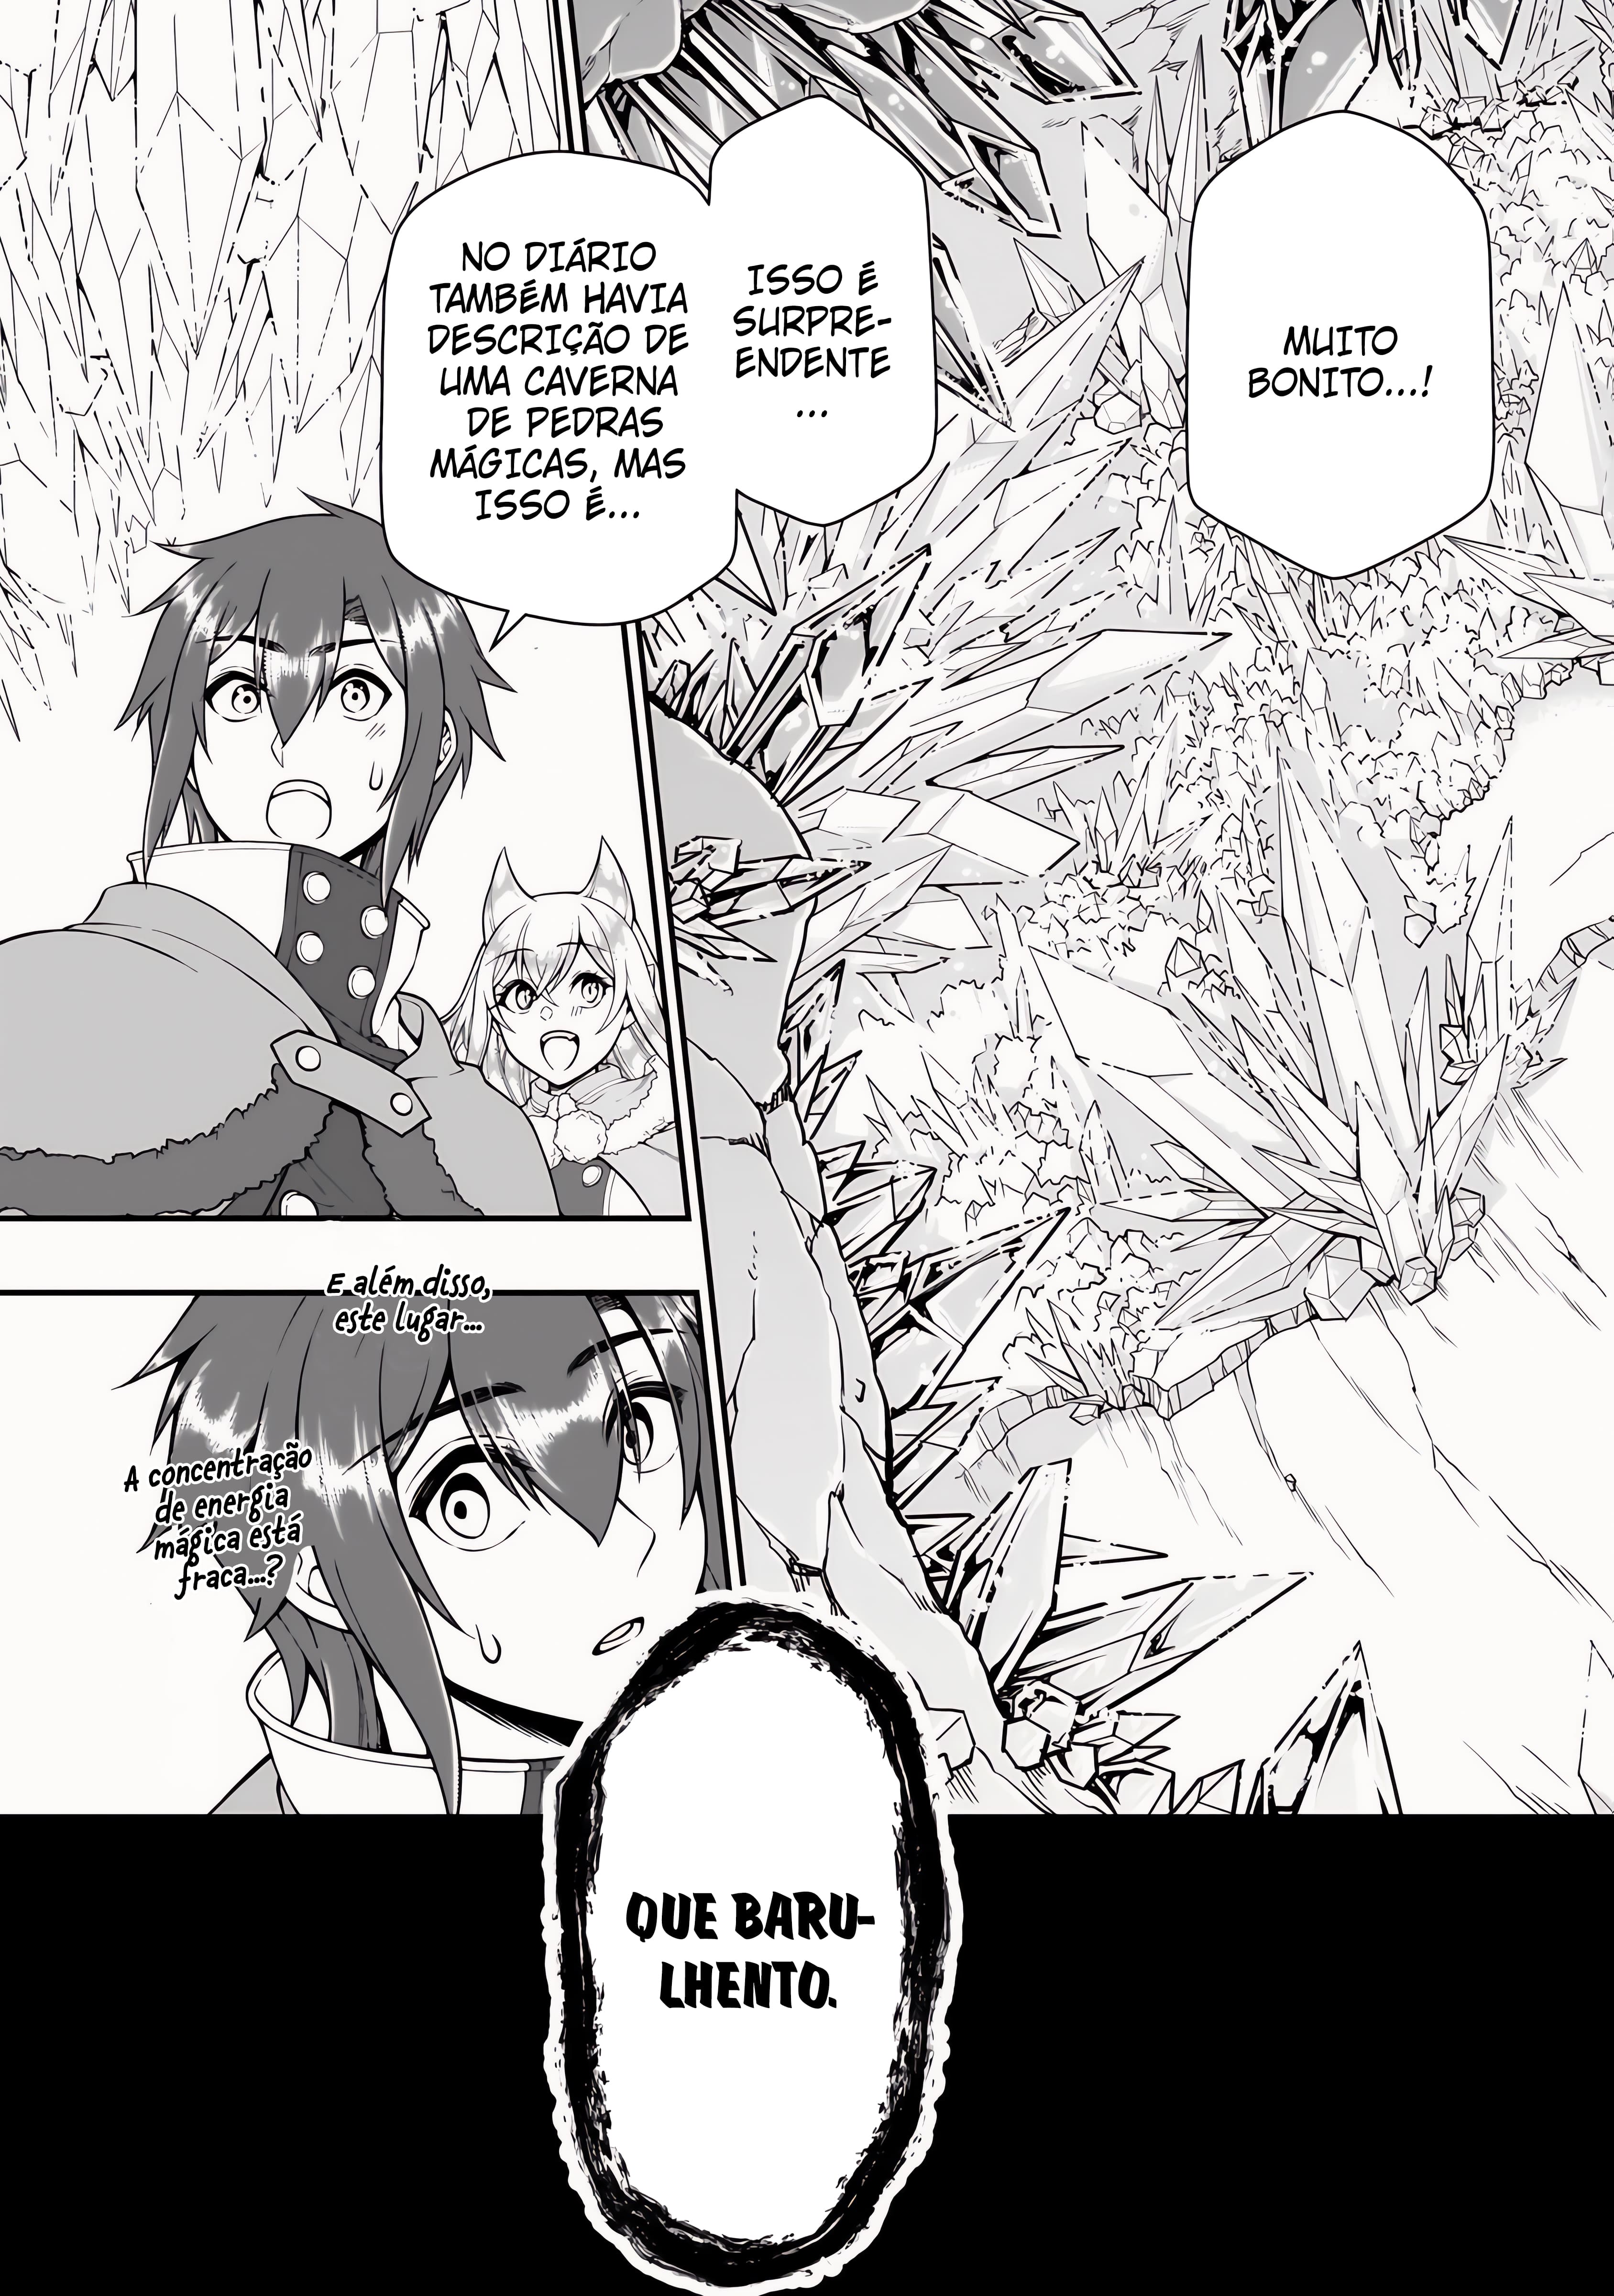 MUITO
BONITO...!
ISSO É
SURPRE-
ENDENTE
...
NO DIÁRIO
TAMBÉM HAVIA
DESCRIÇÃO DE
UMA CAVERNA
DE PEDRAS
MÁGICAS, MAS
ISSO É...
E além disso,
este lugar...
A concentração
de energia
mágica está
fraca...?
QUE BARU-
LHENTO.